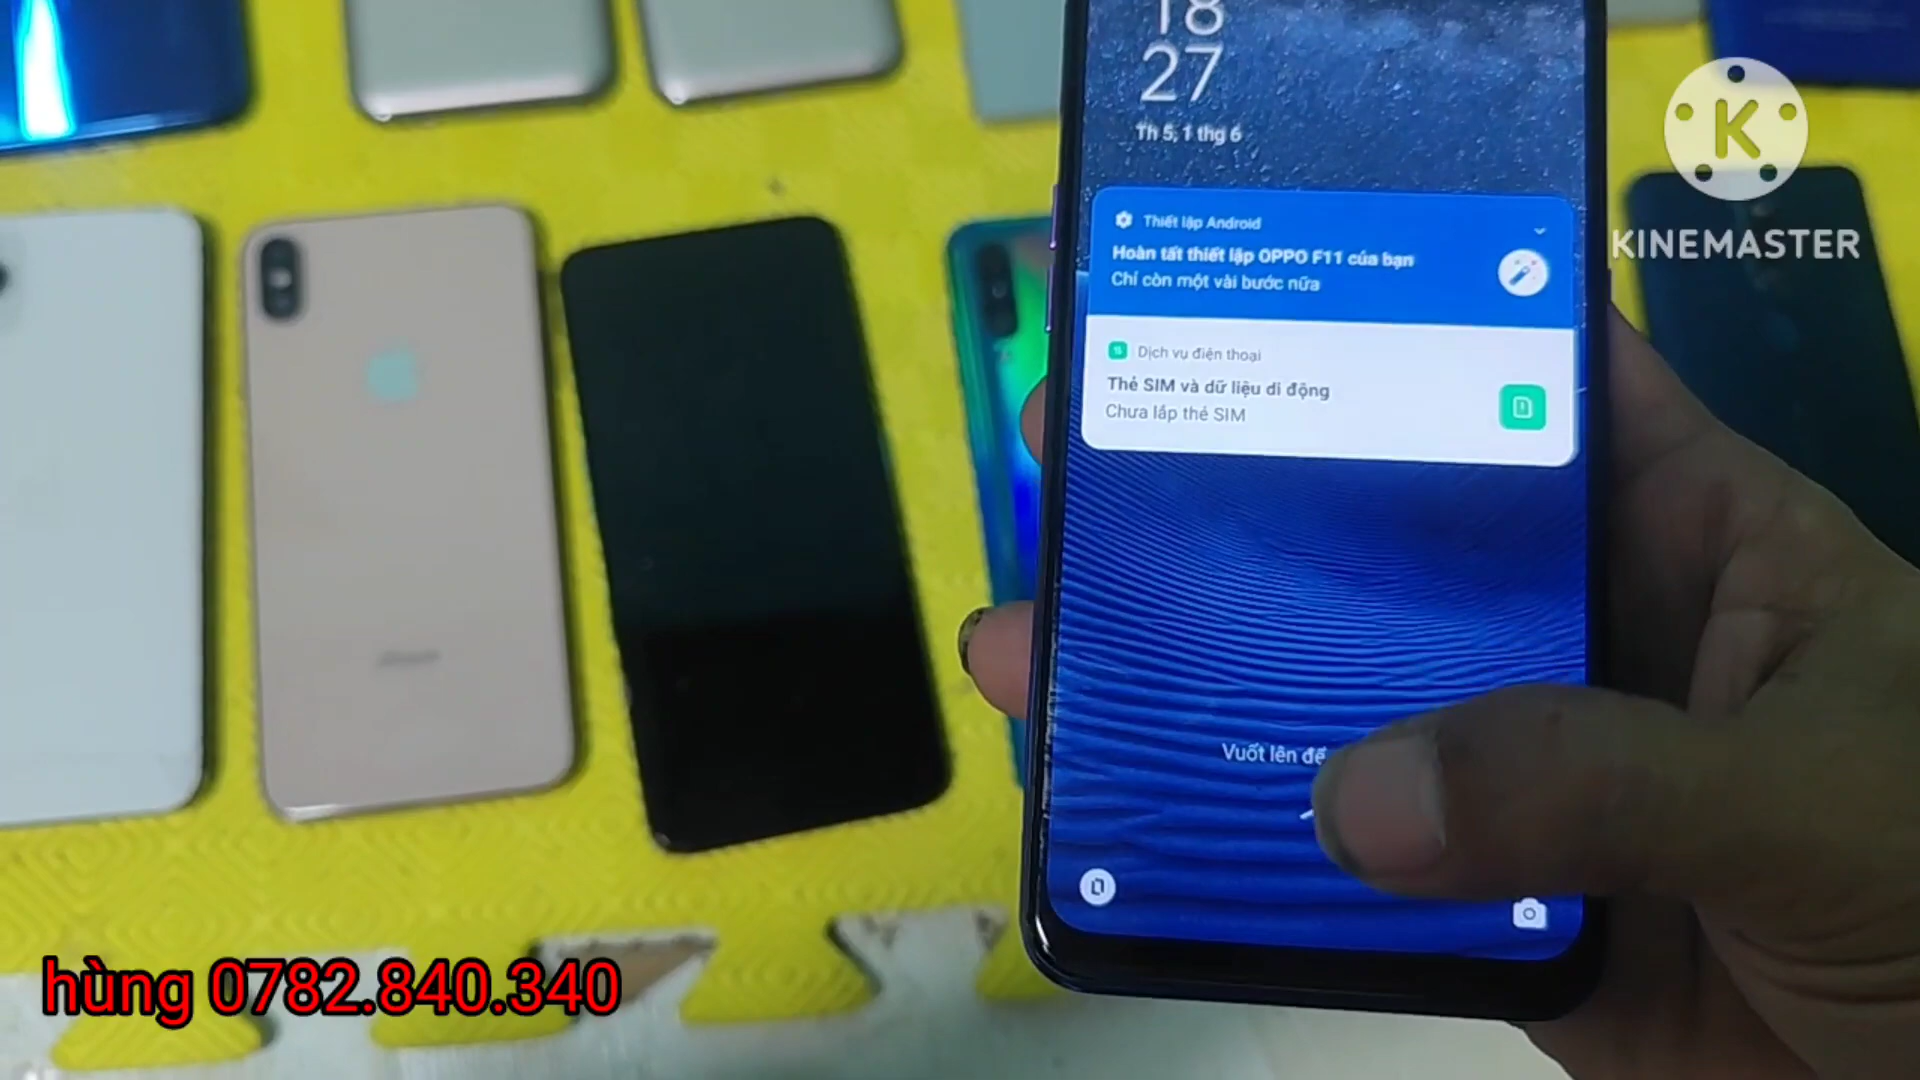 18
27
Th 5, 1 thg 6
Thiết lập Android
Hoàn tất thiết lập OPPO F11 của bạn
Chỉ còn một vài bước nữa
Dịch vụ điện thoại
Thẻ SIM và dữ liệu di động
Chưa lắp thẻ SIM
Vuốt lên để
K
KINEMASTER
hùng 0782.840.340